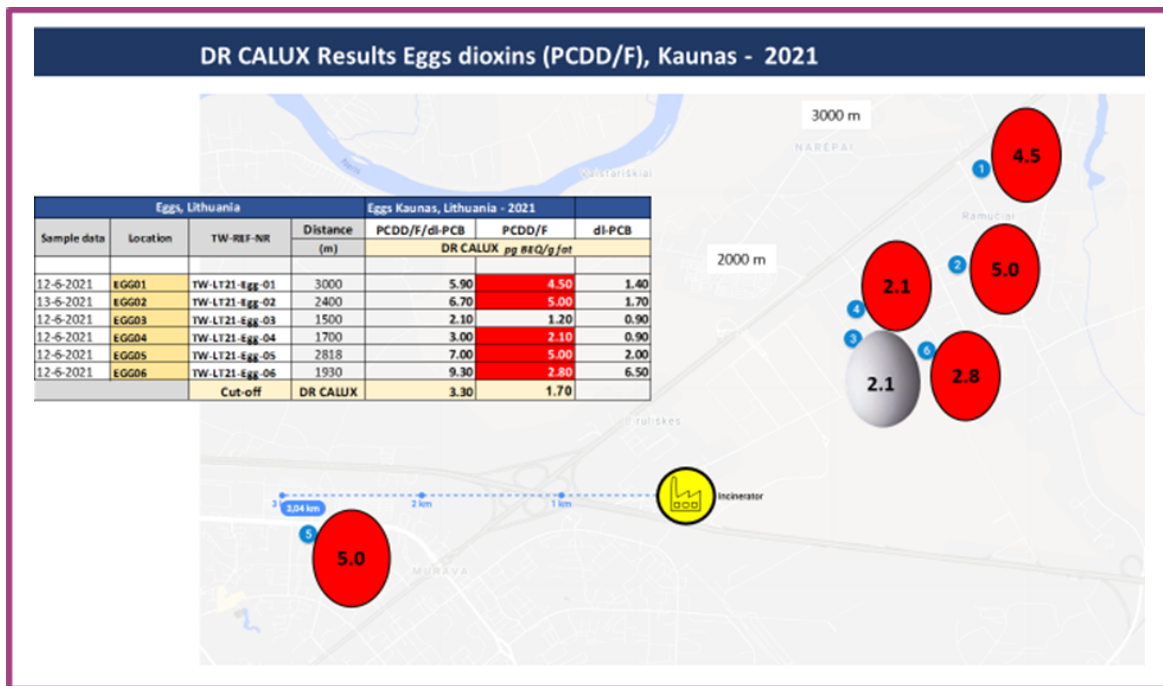 DR CALUX Results Eggs dioxins (PCDD/F), Kaunas - 2021
3000 m
NARĖPAI
4.5
1
Neris
Vaistariškiai
Ramučiai
Eggs, Lithuania Eggs Kaunas, Lithuania - 2021
Sample data Location TW-REF-NR Distance PCDD/F/dl-PCB PCDD/F dl-PCB
(m) DR CALUX pg BEQ/g fat
12-6-2021 EGG01 TW-LT21-Egg-01 3000 5.90 4.50 1.40
13-6-2021 EGG02 TW-LT21-Egg-02 2400 6.70 5.00 1.70
12-6-2021 EGG03 TW-LT21-Egg-03 1500 2.10 1.20 0.90
12-6-2021 EGG04 TW-LT21-Egg-04 1700 3.00 2.10 0.90
12-6-2021 EGG05 TW-LT21-Egg-05 2818 7.00 5.00 2.00
12-6-2021 EGG06 TW-LT21-Egg-06 1930 9.30 2.80 6.50
Cut-off DR CALUX 3.30 1.70
2000 m
2
5.0
2.1
4
3
6
2.1
2.8
ruliškės
Incinerator
3
3,04 km
2 km
1 km
5
5.0
MURAVA